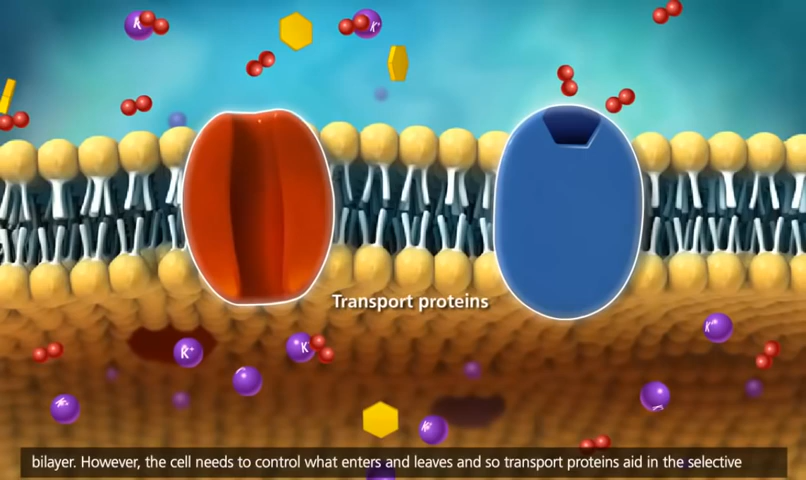 K
K+
Transport proteins
K+
K
K+
K+
K+
bilayer. However, the cell needs to control what enters and leaves and so transport proteins aid in the selective